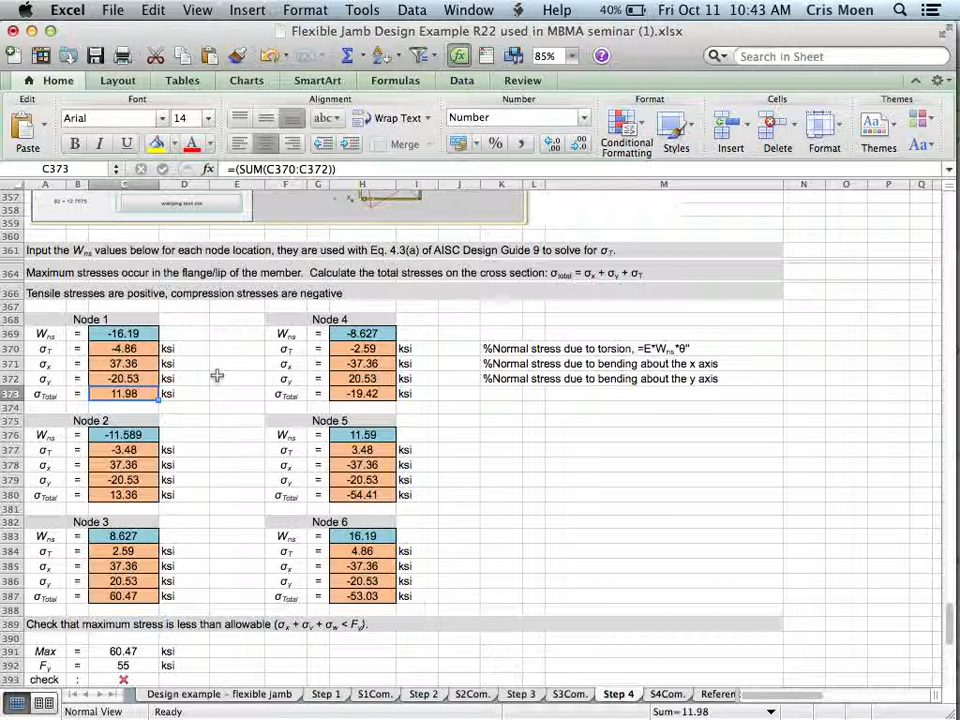 Excel File Edit View Insert Format Tools Data Window Help 40% Fri Oct 11 10:43 AM Cris Moen
Flexible Jamb Design Example R22 used in MBMA seminar (1).xlsx
85% Search in Sheet
Home Layout Tables Charts SmartArt Formulas Data Review
Edit Font Alignment Number Format Cells Themes
Arial 14 abc Wrap Text Number Aa
Paste B I U A Merge % , Conditional Formatting Styles Insert Delete Format Themes Aa
C373 fx =(SUM(C370:C372))
A B C D E F G H I J K L M N O P Q
357
358
359
360
361 Input the Wns values below for each node location, they are used with Eq. 4.3(a) of AISC Design Guide 9 to solve for σT.
364 Maximum stresses occur in the flange/lip of the member. Calculate the total stresses on the cross section: σtotal = σx + σy + σT
366 Tensile stresses are positive, compression stresses are negative
367
368 Node 1 Node 4
369 Wns = -16.19 Wns = -8.627
370 σT = -4.86 ksi σT = -2.59 ksi %Normal stress due to torsion, =E*Wns*θ"
371 σx = 37.36 ksi σx = -37.36 ksi %Normal stress due to bending about the x axis
372 σy = -20.53 ksi σy = 20.53 ksi %Normal stress due to bending about the y axis
373 σTotal = 11.98 ksi σTotal = -19.42 ksi
374
375 Node 2 Node 5
376 Wns = -11.589 Wns = 11.59
377 σT = -3.48 ksi σT = 3.48 ksi
378 σx = 37.36 ksi σx = -37.36 ksi
379 σy = -20.53 ksi σy = -20.53 ksi
380 σTotal = 13.36 ksi σTotal = -54.41 ksi
381
382 Node 3 Node 6
383 Wns = 8.627 Wns = 16.19
384 σT = 2.59 ksi σT = 4.86 ksi
385 σx = 37.36 ksi σx = -37.36 ksi
386 σy = 20.53 ksi σy = -20.53 ksi
387 σTotal = 60.47 ksi σTotal = -53.03 ksi
388
389 Check that maximum stress is less than allowable (σx + σy + σw < Fy).
390
391 Max = 60.47 ksi
392 Fy = 55 ksi
393 check :
Design example - flexible jamb Step 1 S1Com. Step 2 S2Com. Step 3 S3Com. Step 4 S4Com. Referen
Normal View Ready Sum=11.98